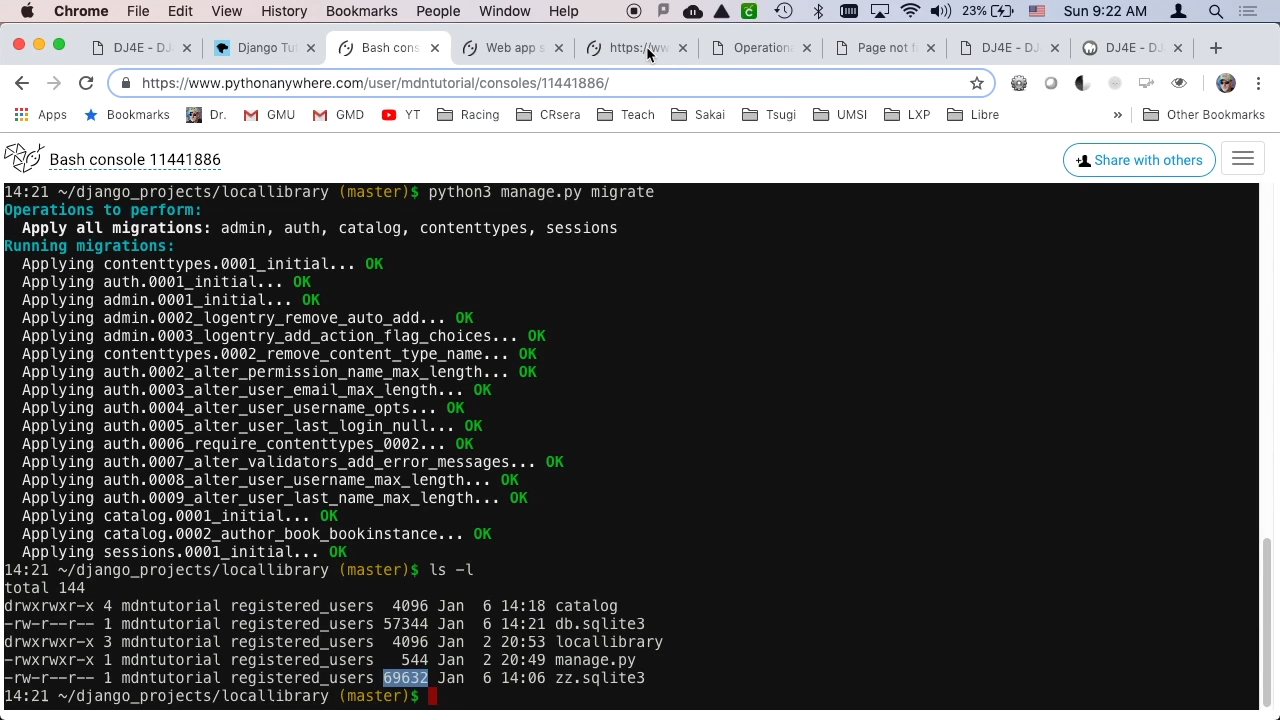 Chrome File Edit View History Bookmarks People Window Help 23% Sun 9:22 AM
DJ4E - DJ Django Tu Bash cons Web app s https://ww Operationa Page not f DJ4E - DJ DJ4E - DJ
https://www.pythonanywhere.com/user/mdntutorial/consoles/11441886/
Apps Bookmarks Dr. GMU GMD YT Racing CRsera Teach Sakai Tsugi UMSI LXP Libre » Other Bookmarks
Bash console 11441886 Share with others
14:21 ~/django_projects/locallibrary (master)$ python3 manage.py migrate
Operations to perform:
Apply all migrations: admin, auth, catalog, contenttypes, sessions
Running migrations:
Applying contenttypes.0001_initial... OK
Applying auth.0001_initial... OK
Applying admin.0001_initial... OK
Applying admin.0002_logentry_remove_auto_add... OK
Applying admin.0003_logentry_add_action_flag_choices... OK
Applying contenttypes.0002_remove_content_type_name... OK
Applying auth.0002_alter_permission_name_max_length... OK
Applying auth.0003_alter_user_email_max_length... OK
Applying auth.0004_alter_user_username_opts... OK
Applying auth.0005_alter_user_last_login_null... OK
Applying auth.0006_require_contenttypes_0002... OK
Applying auth.0007_alter_validators_add_error_messages... OK
Applying auth.0008_alter_user_username_max_length... OK
Applying auth.0009_alter_user_last_name_max_length... OK
Applying catalog.0001_initial... OK
Applying catalog.0002_author_book_bookinstance... OK
Applying sessions.0001_initial... OK
14:21 ~/django_projects/locallibrary (master)$ ls -l
total 144
drwxrwxr-x 4 mdntutorial registered_users 4096 Jan 6 14:18 catalog
-rw-r--r-- 1 mdntutorial registered_users 57344 Jan 6 14:21 db.sqlite3
drwxrwxr-x 3 mdntutorial registered_users 4096 Jan 2 20:53 locallibrary
-rwxrwxr-x 1 mdntutorial registered_users 544 Jan 2 20:49 manage.py
-rw-r--r-- 1 mdntutorial registered_users 69632 Jan 6 14:06 zz.sqlite3
14:21 ~/django_projects/locallibrary (master)$